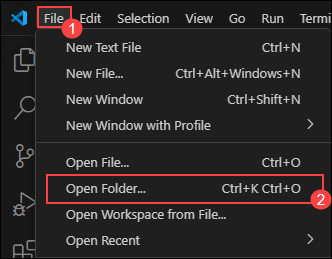 File Edit Selection View Go Run Termi
1
New Text File Ctrl+N
New File... Ctrl+Alt+Windows+N
New Window Ctrl+Shift+N
New Window with Profile
Open File... Ctrl+O
Open Folder... Ctrl+K Ctrl+O
2
Open Workspace from File...
Open Recent